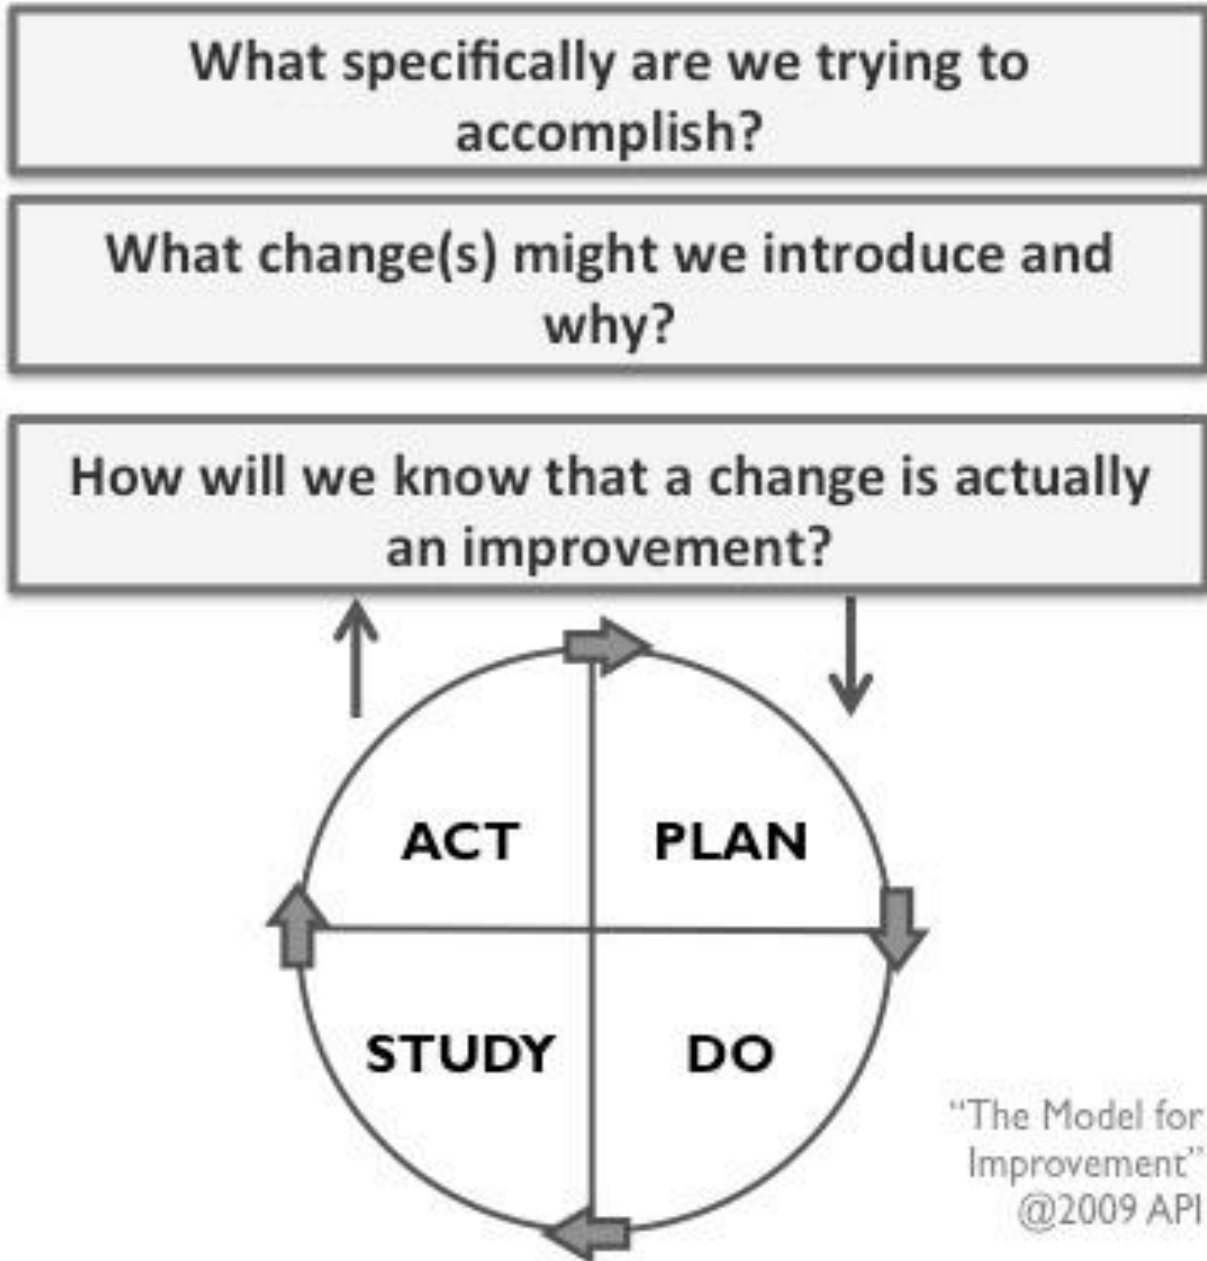 What specifically are we trying to
accomplish?
What change(s) might we introduce and
why?
How will we know that a change is actually
an improvement?
ACT
PLAN
STUDY
DO
“The Model for
Improvement”
@2009 API